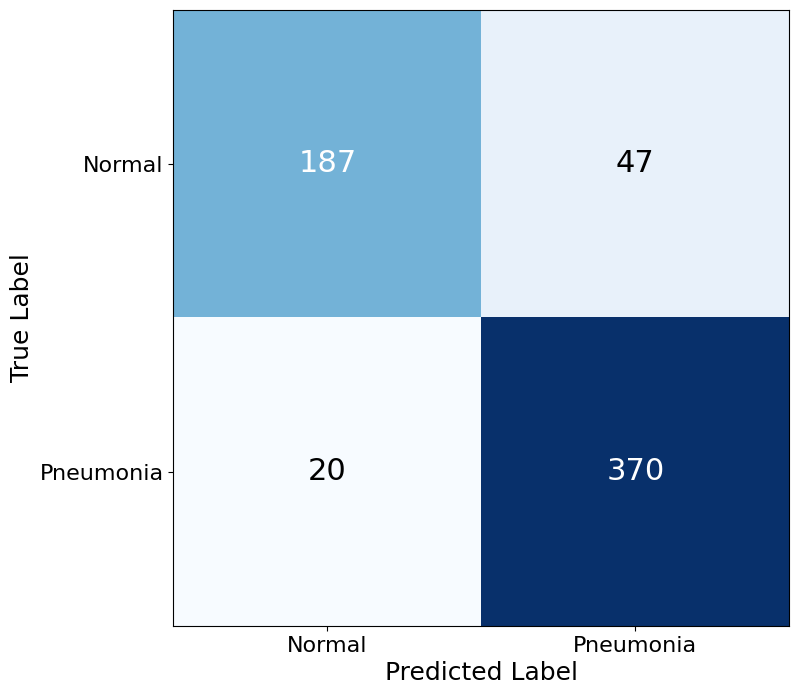 True Label
Normal
187
47
Pneumonia
20
370
Normal
Pneumonia
Predicted Label